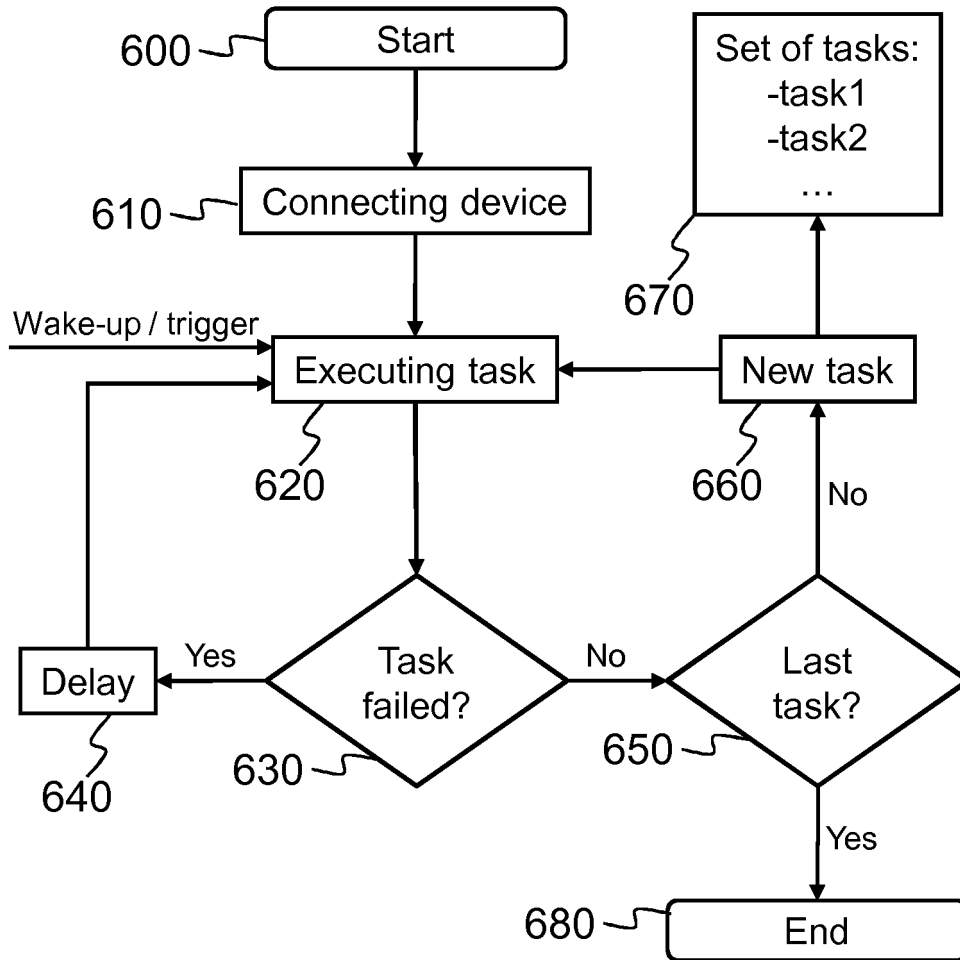 600
Start
Set of tasks:
-task1
-task2
...
610
Connecting device
670
Wake-up / trigger
Executing task
New task
620
660
No
Yes
Delay
Task
failed?
No
Last
task?
640
630
650
Yes
680
End